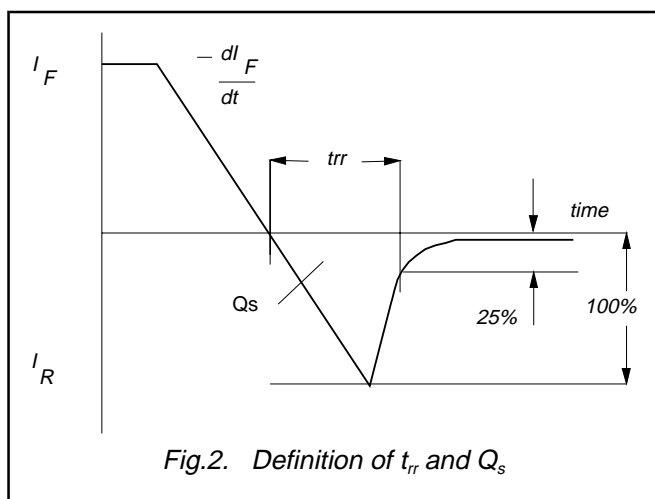 I F
− dI F
dt
trr
time
Qs
25%
100%
I R
Fig.2. Definition of trr and Qs